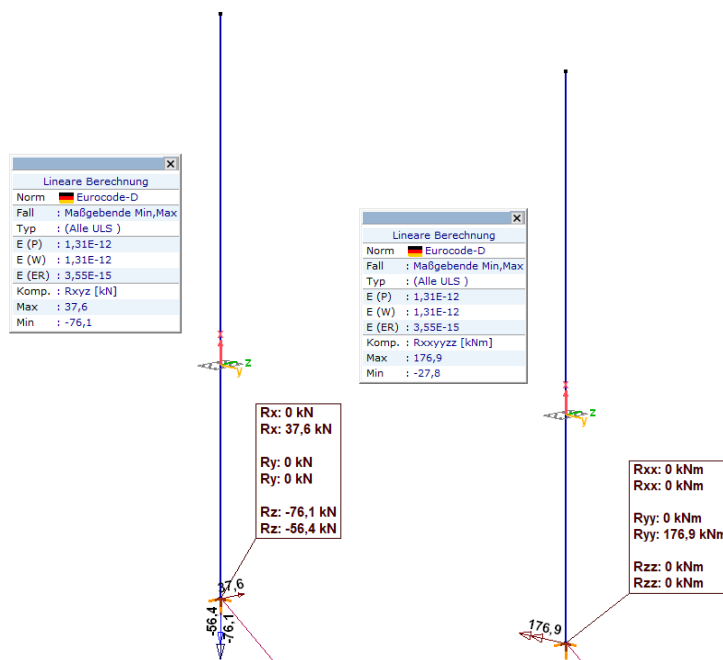 Lineare Berechnung
Norm Eurocode-D
Fall : Maßgebende Min,Max
Typ : (Alle ULS )
E (P) : 1,31E-12
E (W) : 1,31E-12
E (ER) : 3,55E-15
Komp. : Rxyz [kN]
Max : 37,6
Min : -76,1
z
y
Rx: 0 kN
Rx: 37,6 kN
Ry: 0 kN
Ry: 0 kN
Rz: -76,1 kN
Rz: -56,4 kN
37,6
-56,4
-76,1
Lineare Berechnung
Norm Eurocode-D
Fall : Maßgebende Min,Max
Typ : (Alle ULS )
E (P) : 1,31E-12
E (W) : 1,31E-12
E (ER) : 3,55E-15
Komp. : Rxxyyzz [kNm]
Max : 176,9
Min : -27,8
z
y
Rxx: 0 kNm
Rxx: 0 kNm
Ryy: 0 kNm
Ryy: 176,9 kNm
Rzz: 0 kNm
Rzz: 0 kNm
176,9